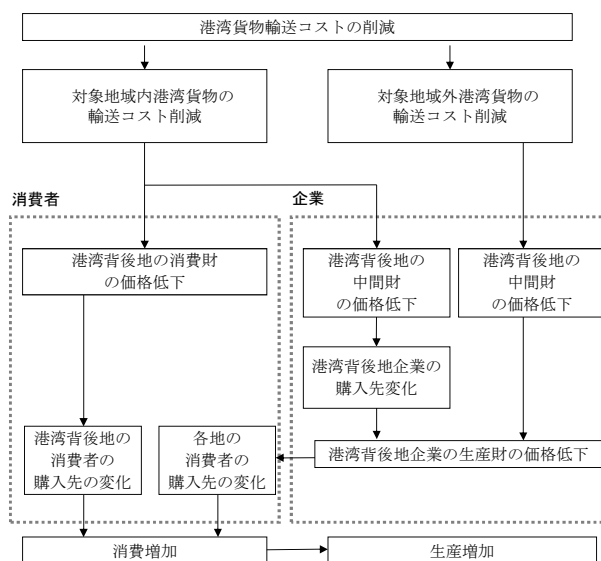 港湾貨物輸送コストの削減
対象地域内港湾貨物の
輸送コスト削減
対象地域外港湾貨物の
輸送コスト削減
消費者
企業
港湾背後地の消費財
の価格低下
港湾背後地の
中間財
の価格低下
港湾背後地の
中間財
の価格低下
港湾背後地企業の
購入先変化
港湾背後地の
消費者の
購入先の変化
各地の
消費者の
購入先の変化
港湾背後地企業の生産財の価格低下
消費増加
生産増加